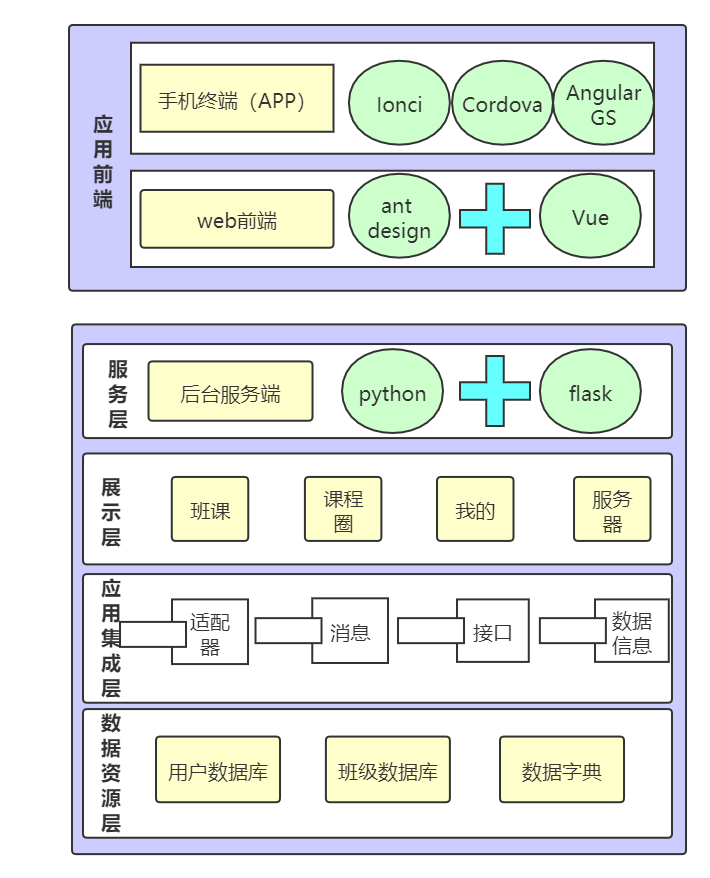 应
用
前
端
手机终端（APP）
Ionci
Cordova
Angular
GS
web前端
ant
design
Vue
服
务
层
后台服务端
python
flask
展
示
层
班课
课程
圈
我的
服务
器
应
用
集
成
层
适配
器
消息
接口
数据
信息
数
据
资
源
层
用户数据库
班级数据库
数据字典